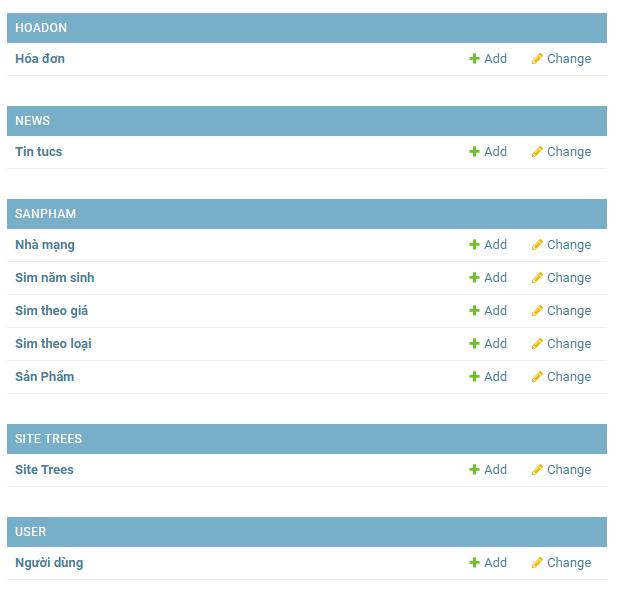 HOADON
Hóa đơn Add Change
NEWS
Tin tucs Add Change
SANPHAM
Nhà mạng Add Change
Sim năm sinh Add Change
Sim theo giá Add Change
Sim theo loại Add Change
Sản Phẩm Add Change
SITE TREES
Site Trees Add Change
USER
Người dùng Add Change